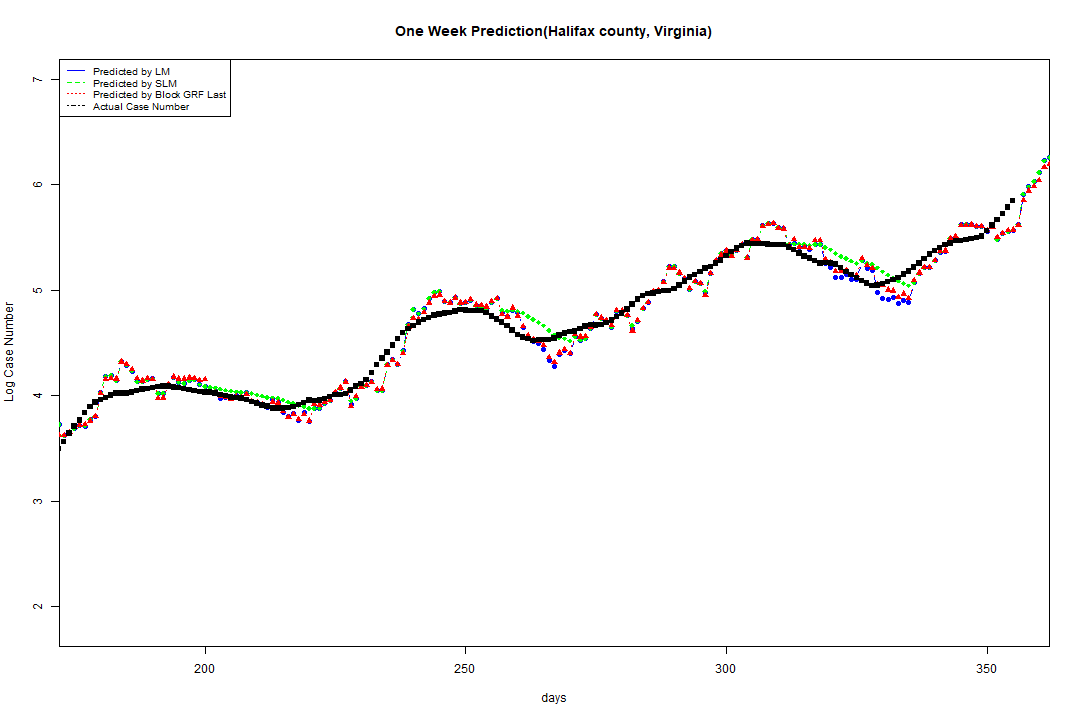 One Week Prediction(Halifax county, Virginia)
Predicted by LM
Predicted by SLM
Predicted by Block GRF Last
Actual Case Number
7
6
5
4
3
2
Log Case Number
200 250 300 350
days